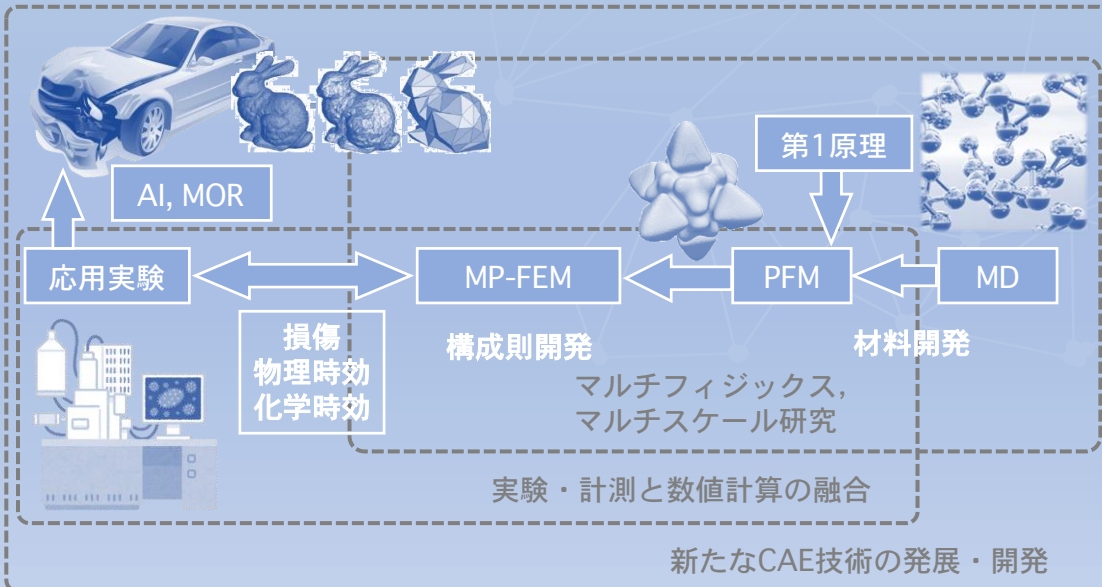 第1原理
AI, MOR
応用実験
MP-FEM
PFM
MD
損傷
物理時効
化学時効
構成則開発
材料開発
マルチフィジックス,
マルチスケール研究
実験・計測と数値計算の融合
新たなCAE技術の発展・開発